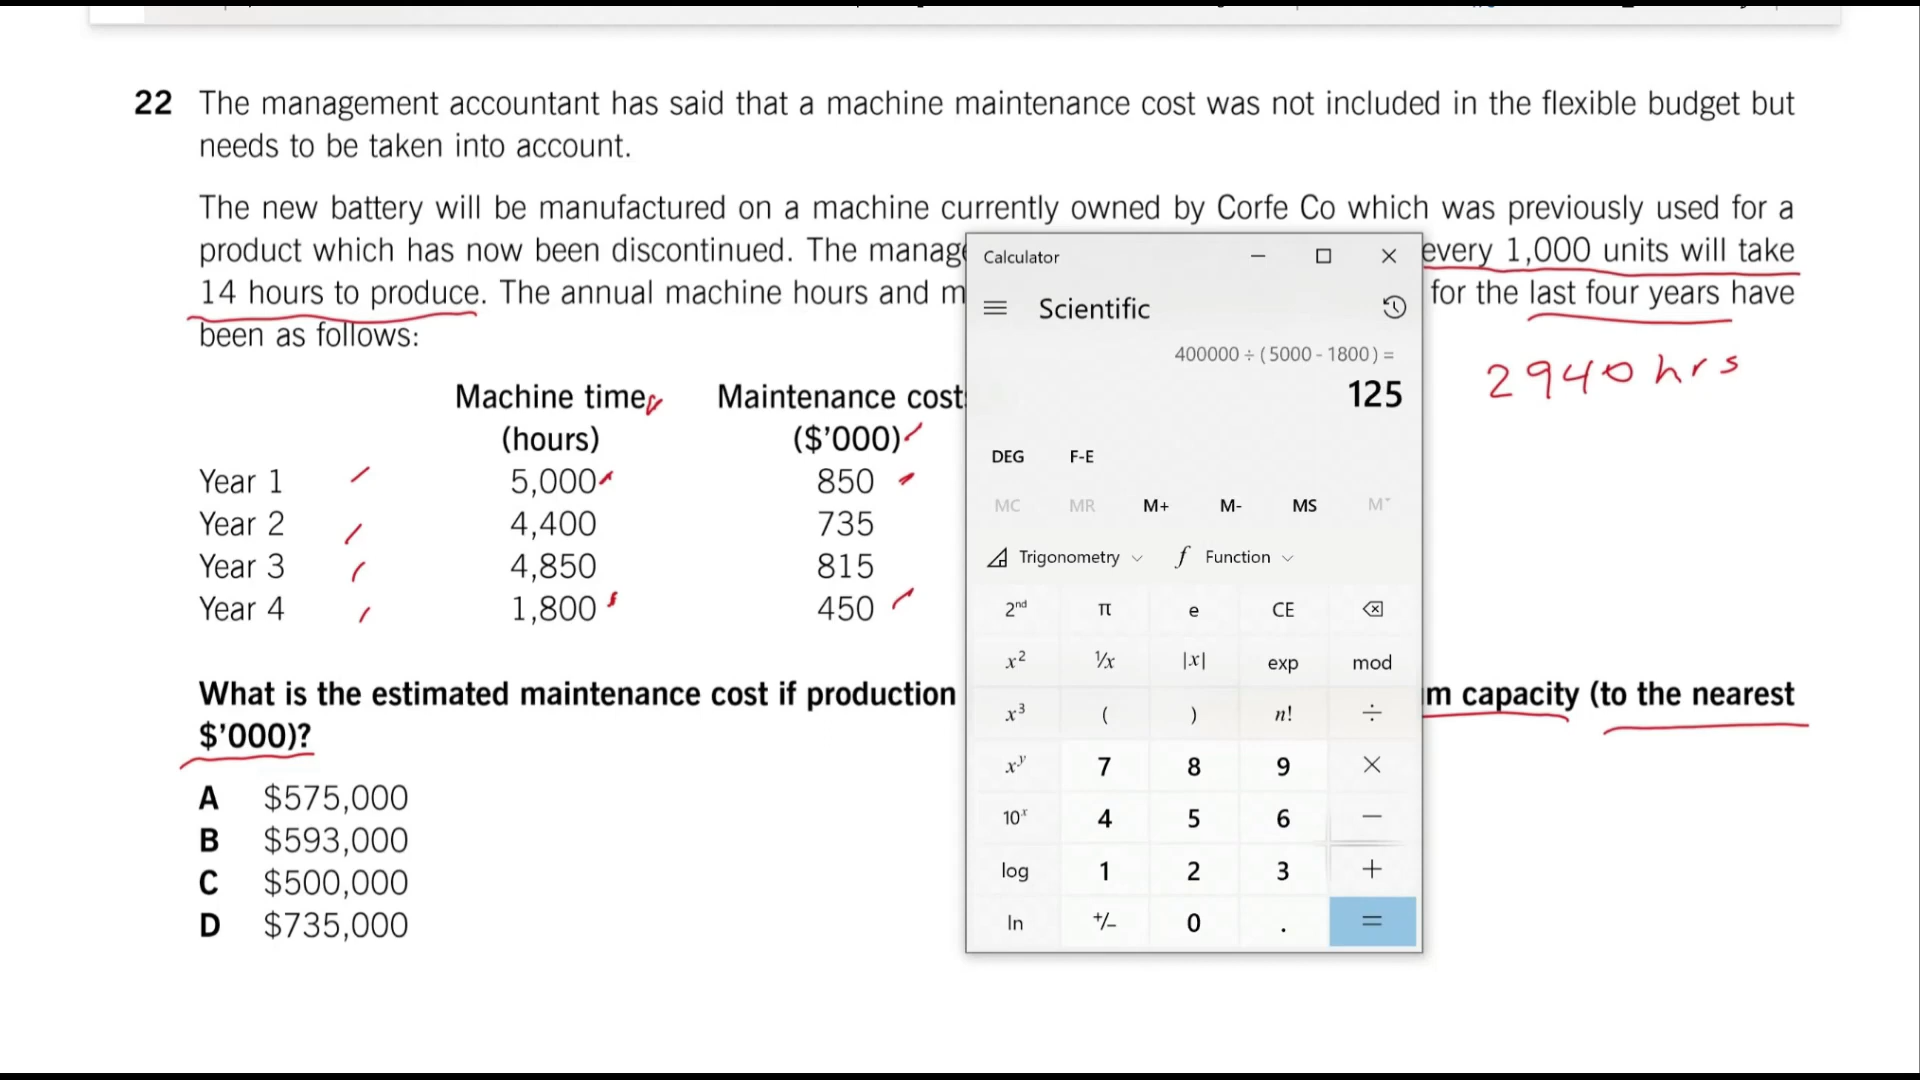 22 The management accountant has said that a machine maintenance cost was not included in the flexible budget but
needs to be taken into account.
The new battery will be manufactured on a machine currently owned by Corfe Co which was previously used for a
product which has now been discontinued. The every 1,000 units will take
14 hours to produce. The annual machine hours and for the last four years have
been as follows:
2940 hrs
Machine time Maintenance
(hours) ($'000)
Year 1 5,000 850
Year 2 4,400 735
Year 3 4,850 815
Year 4 1,800 450
What is the estimated maintenance cost if production capacity (to the nearest
$'000)?
A $575,000
B $593,000
C $500,000
D $735,000
Calculator
Scientific
400000 ÷ ( 5000 - 1800 ) =
125
DEG F-E
MC MR M+ M- MS M˅
Trigonometry f Function
2nd π e CE
x² ¹/x |x| exp mod
x³ ( ) n! ÷
xʸ 7 8 9 ×
10ˣ 4 5 6 −
log 1 2 3 +
ln +/− 0 . =